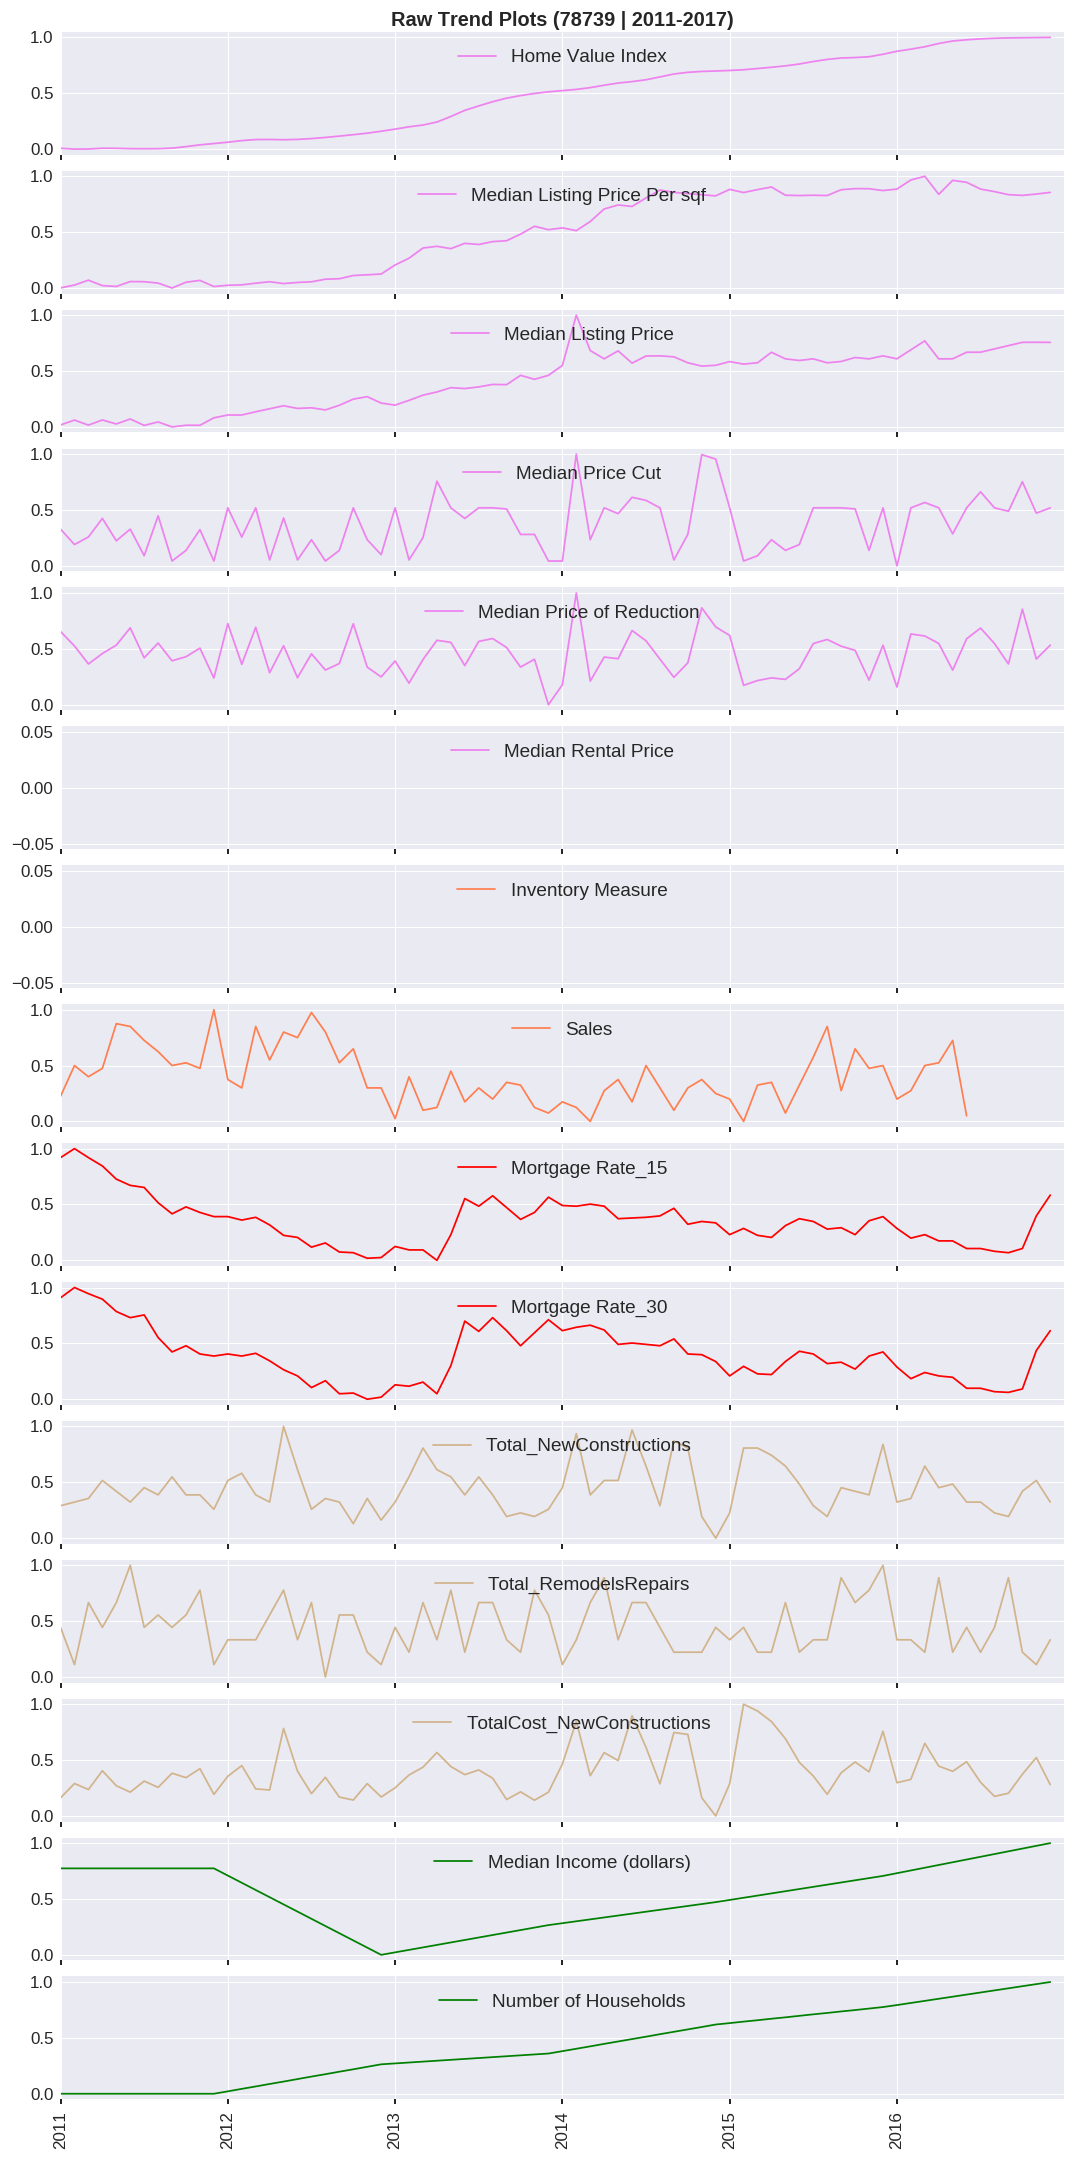 Raw Trend Plots (78739 | 2011-2017)
1.0
Home Value Index
0.5
0.0
1.0
Median Listing Price Per sqf
0.5
0.0
1.0
Median Listing Price
0.5
0.0
1.0
Median Price Cut
0.5
0.0
1.0
Median Price of Reduction
0.5
0.0
0.05
Median Rental Price
0.00
−0.05
0.05
Inventory Measure
0.00
−0.05
1.0
Sales
0.5
0.0
1.0
Mortgage Rate_15
0.5
0.0
1.0
Mortgage Rate_30
0.5
0.0
1.0
Total_NewConstructions
0.5
0.0
1.0
Total_RemodelsRepairs
0.5
0.0
1.0
TotalCost_NewConstructions
0.5
0.0
1.0
Median Income (dollars)
0.5
0.0
1.0
Number of Households
0.5
0.0
2011 2012 2013 2014 2015 2016